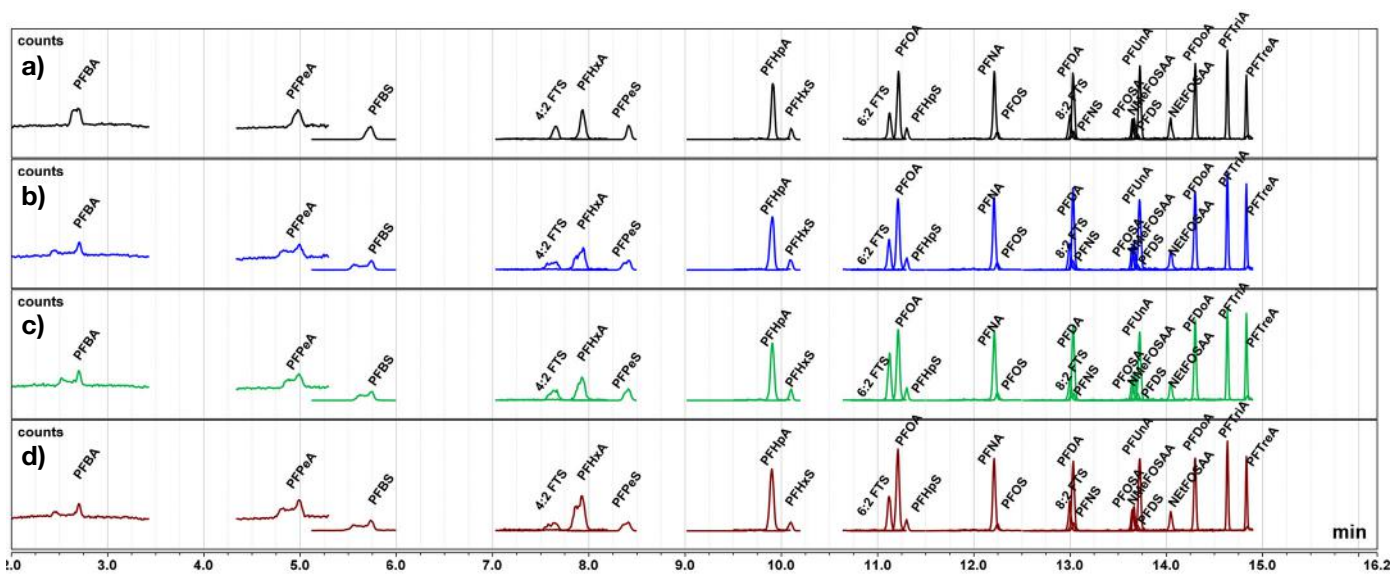 counts
a)
PFBA PFPeA PFBS 4:2 FTS PFHxA PFPeS PFHpA PFHxS 6:2 FTS PFOA PFHpS PFNA PFOS 8:2 FTS PFDA PFNS PFOSA PFUnA NMeFOSAA PFDS NEtFOSAA PFDoA PFTriA PFTreA
counts
b)
PFBA PFPeA PFBS 4:2 FTS PFHxA PFPeS PFHpA PFHxS 6:2 FTS PFOA PFHpS PFNA PFOS 8:2 FTS PFDA PFNS PFOSA PFUnA NMeFOSAA PFDS NEtFOSAA PFDoA PFTriA PFTreA
counts
c)
PFBA PFPeA PFBS 4:2 FTS PFHxA PFPeS PFHpA PFHxS 6:2 FTS PFOA PFHpS PFNA PFOS 8:2 FTS PFDA PFNS PFOSA PFUnA NMeFOSAA PFDS NEtFOSAA PFDoA PFTriA PFTreA
counts
d)
PFBA PFPeA PFBS 4:2 FTS PFHxA PFPeS PFHpA PFHxS 6:2 FTS PFOA PFHpS PFNA PFOS 8:2 FTS PFDA PFNS PFOSA PFUnA NMeFOSAA PFDS NEtFOSAA PFDoA PFTriA PFTreA
min
2.0 3.0 4.0 5.0 6.0 7.0 8.0 9.0 10.0 11.0 12.0 13.0 14.0 15.0 16.2